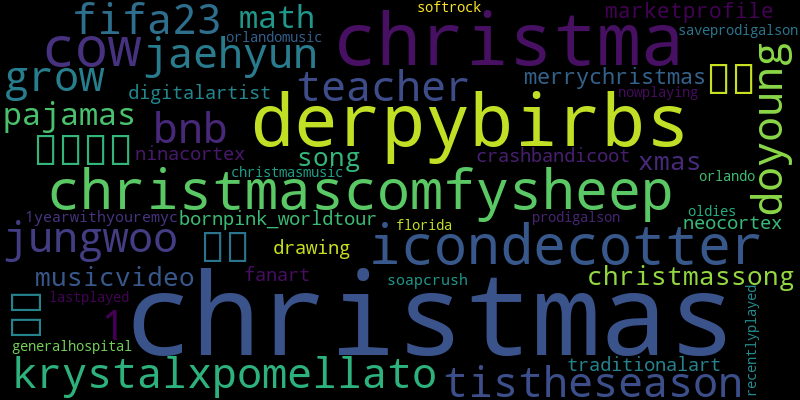 softrock
fifa23
math
christma
marketprofile
cow
jaehyun
orlandomusic
saveprodigalson
grow
digitalartist
teacher
merrychristmas
nowplaying
pajamas
bnb
derpybirbs
doyoung
ninacortex
song
crashbandicoot
xmas
christmasmusic
christmascomfysheep
orlando
1yearwithyouremyc
bornpink_worldtour
florida
prodigalson
oldies
neocortex
jungwoo
drawing
icondecotter
musicvideo
fanart
soapcrush
christmassong
lastplayed
1
christmas
recentlyplayed
generalhospital
krystalxpomellato
tistheseason
traditionalart